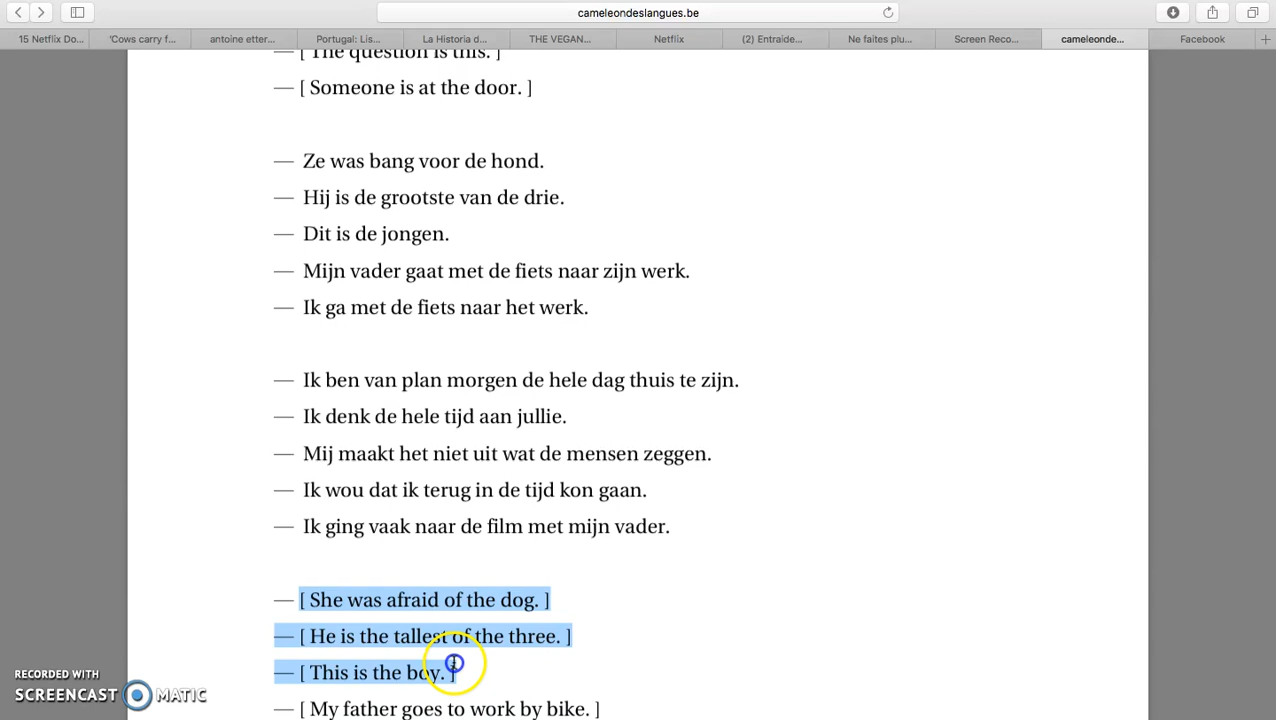 cameleondeslangues.be
15 Netflix Do...
'Cows carry f...
antoine etter...
Portugal: Lis...
La Historia d...
THE VEGAN...
Netflix
(2) Entraide...
Ne faites plu...
Screen Reco...
cameleonde...
Facebook
— [ The question is this. ]
— [ Someone is at the door. ]
— Ze was bang voor de hond.
— Hij is de grootste van de drie.
— Dit is de jongen.
— Mijn vader gaat met de fiets naar zijn werk.
— Ik ga met de fiets naar het werk.
— Ik ben van plan morgen de hele dag thuis te zijn.
— Ik denk de hele tijd aan jullie.
— Mij maakt het niet uit wat de mensen zeggen.
— Ik wou dat ik terug in de tijd kon gaan.
— Ik ging vaak naar de film met mijn vader.
— [ She was afraid of the dog. ]
— [ He is the tallest of the three. ]
— [ This is the boy. ]
— [ My father goes to work by bike. ]
RECORDED WITH
SCREENCAST MATIC